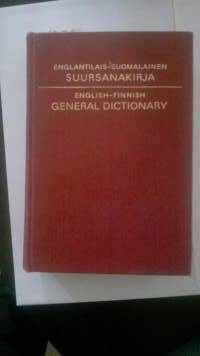 ENGLANTILAIS-SUOMALAINEN
SUURSANAKIRJA
ENGLISH-FINNISH
GENERAL DICTIONARY